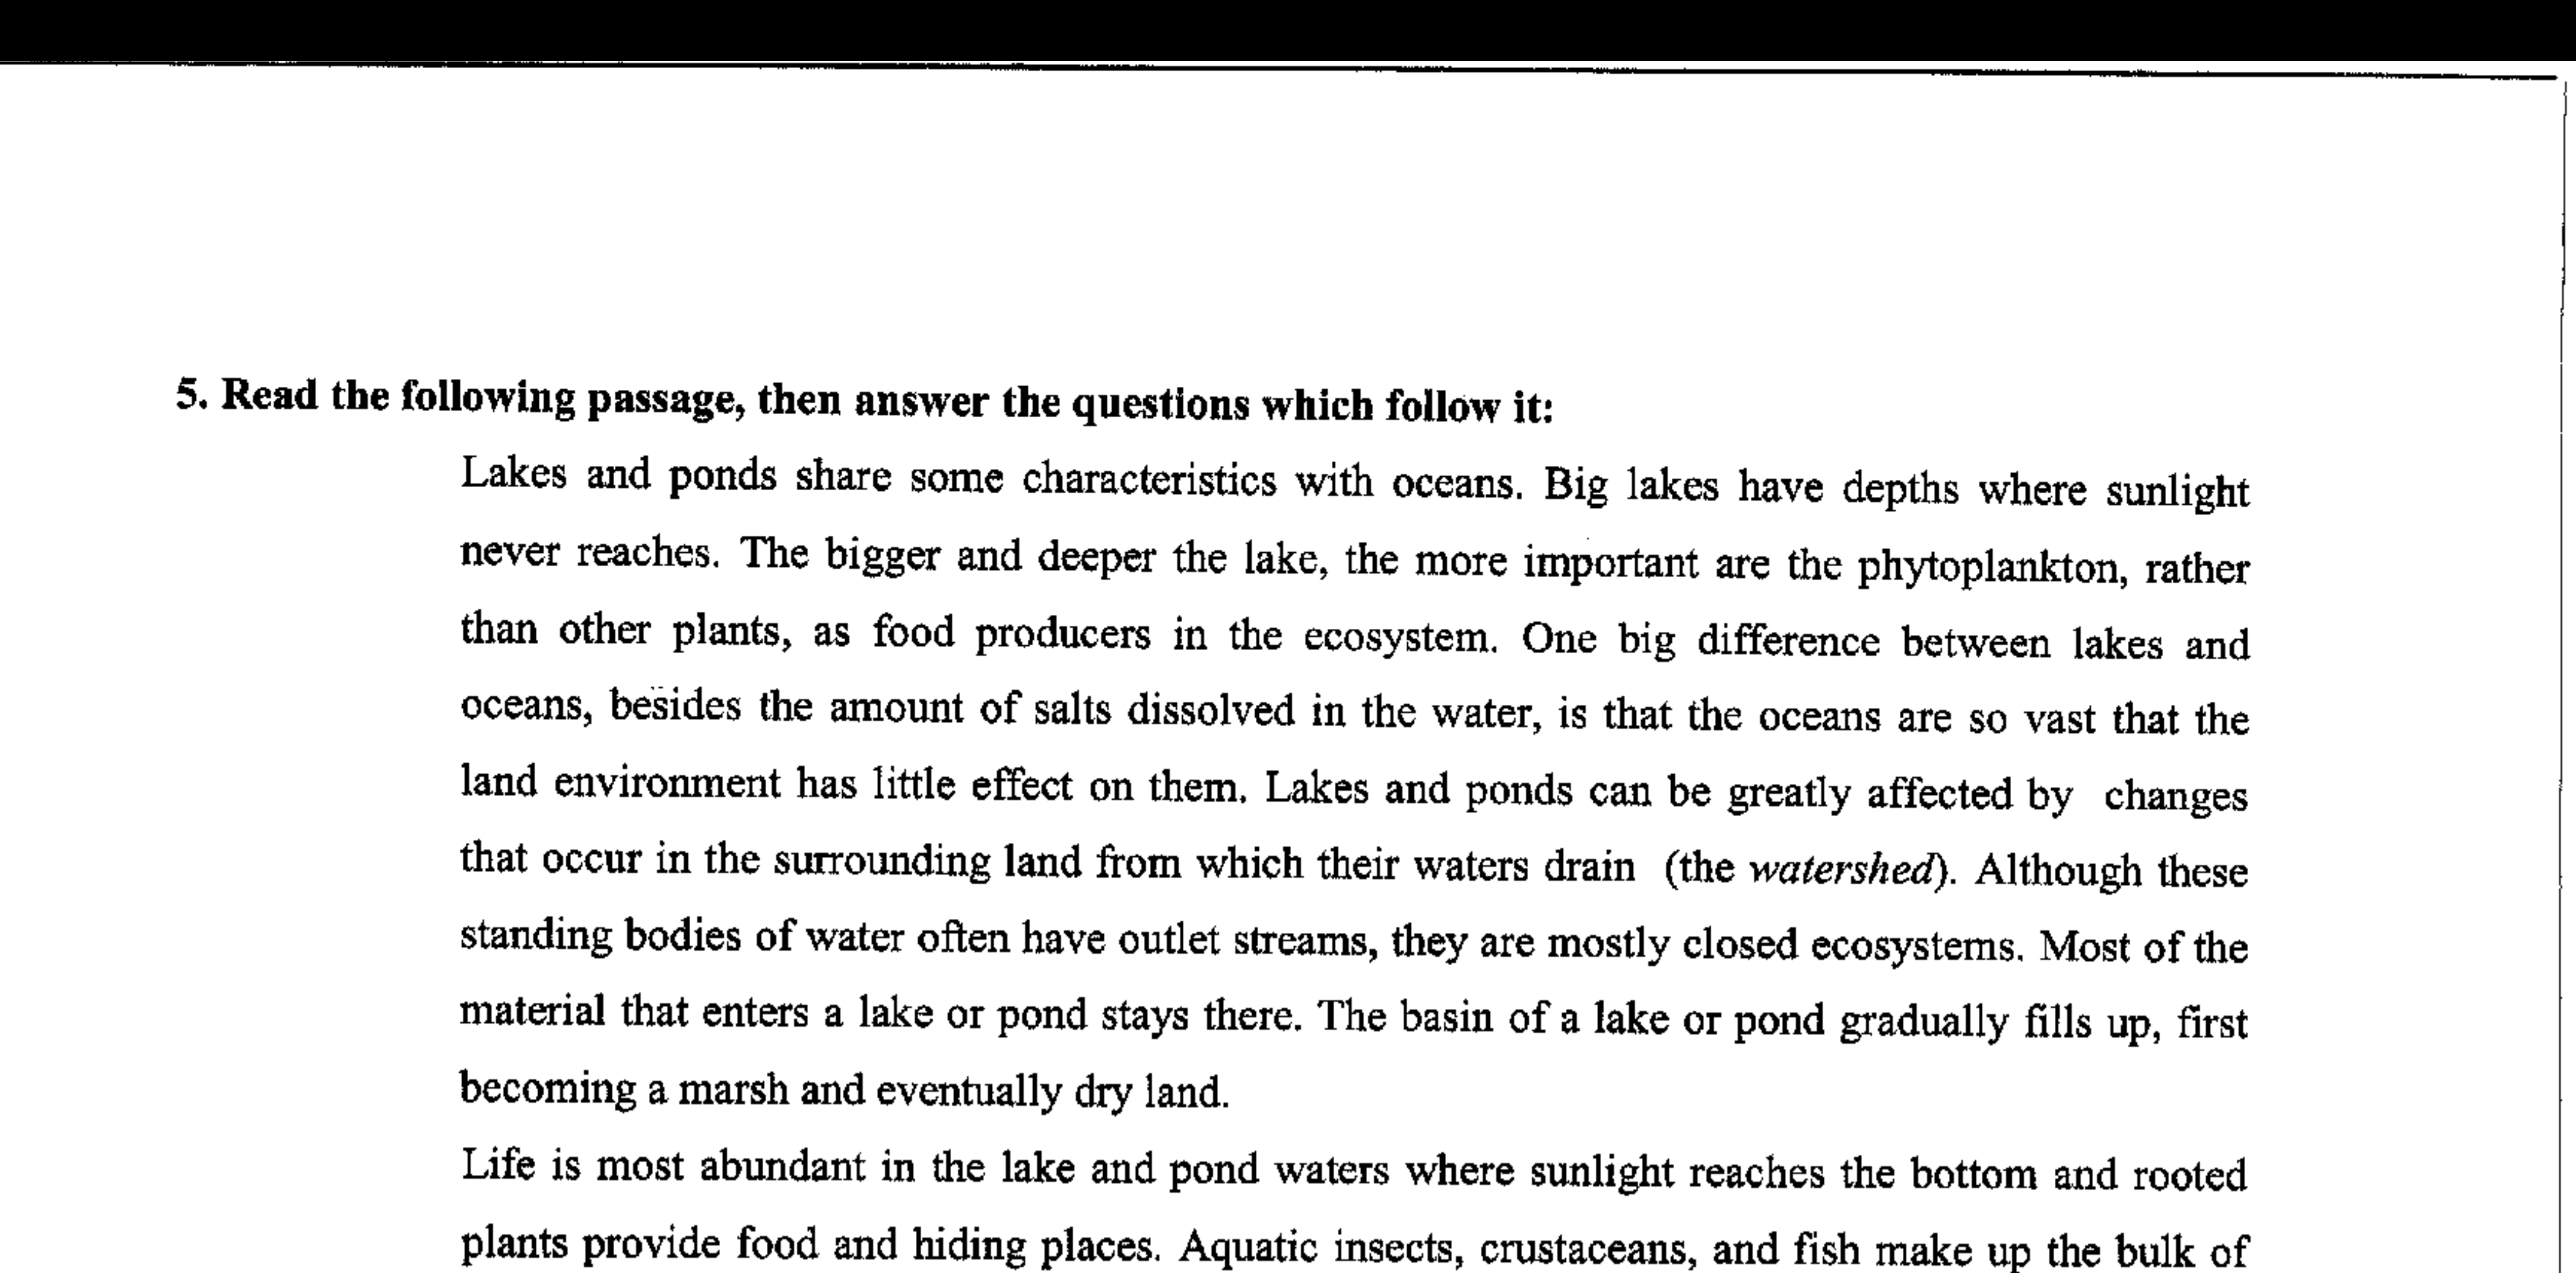 5. Read the following passage, then answer the questions which follow it:
Lakes and ponds share some characteristics with oceans. Big lakes have depths where sunlight
never reaches. The bigger and deeper the lake, the more important are the phytoplankton, rather
than other plants, as food producers in the ecosystem. One big difference between lakes and
oceans, besides the amount of salts dissolved in the water, is that the oceans are so vast that the
land environment has little effect on them. Lakes and ponds can be greatly affected by changes
that occur in the surrounding land from which their waters drain (the watershed). Although these
standing bodies of water often have outlet streams, they are mostly closed ecosystems. Most of the
material that enters a lake or pond stays there. The basin of a lake or pond gradually fills up, first
becoming a marsh and eventually dry land.
Life is most abundant in the lake and pond waters where sunlight reaches the bottom and rooted
plants provide food and hiding places. Aquatic insects, crustaceans, and fish make up the bulk of